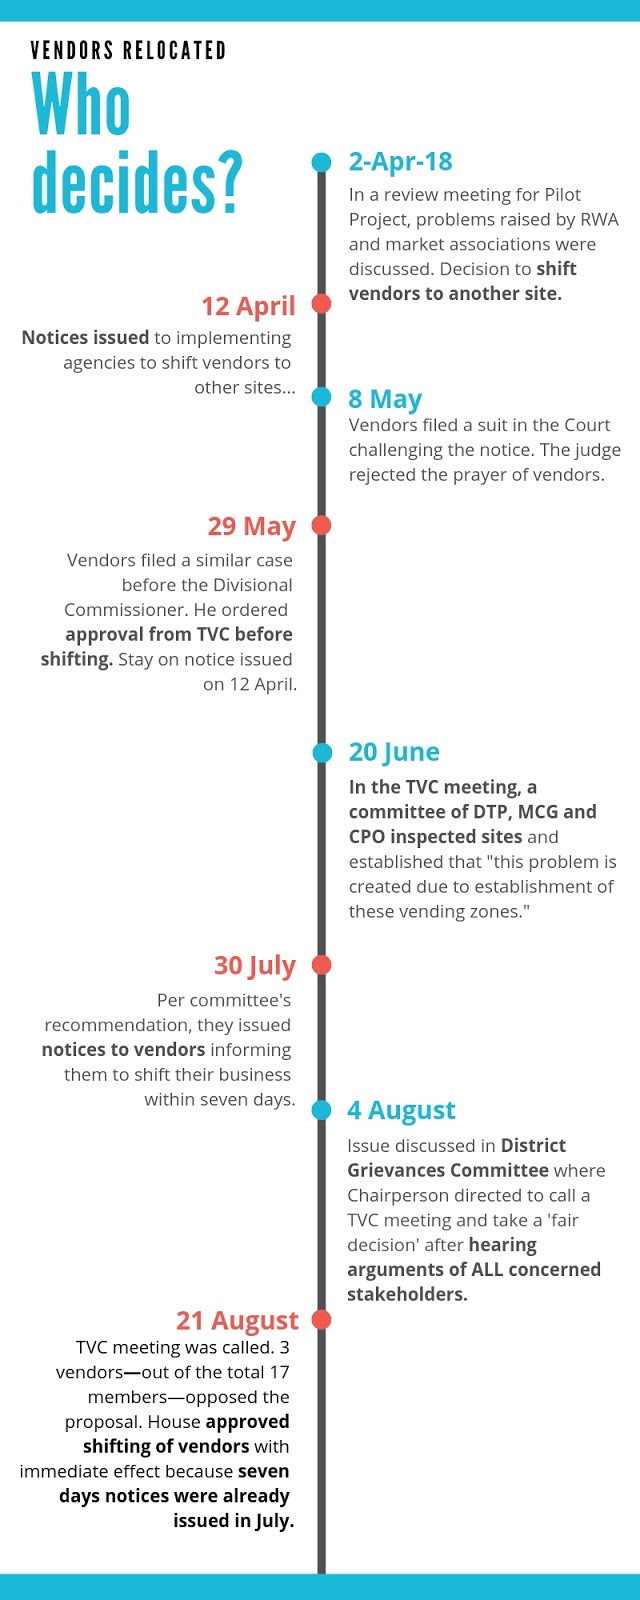 VENDORS RELOCATED
Who
decides?
2-Apr-18
In a review meeting for Pilot
Project, problems raised by RWA
and market associations were
discussed. Decision to shift
vendors to another site.
12 April
Notices issued to implementing
agencies to shift vendors to
other sites...
8 May
Vendors filed a suit in the Court
challenging the notice. The judge
rejected the prayer of vendors.
29 May
Vendors filed a similar case
before the Divisional
Commissioner. He ordered
approval from TVC before
shifting. Stay on notice issued
on 12 April.
20 June
In the TVC meeting, a
committee of DTP, MCG and
CPO inspected sites and
established that "this problem is
created due to establishment of
these vending zones."
30 July
Per committee's
recommendation, they issued
notices to vendors informing
them to shift their business
within seven days.
4 August
Issue discussed in District
Grievances Committee where
Chairperson directed to call a
TVC meeting and take a 'fair
decision' after hearing
arguments of ALL concerned
stakeholders.
21 August
TVC meeting was called. 3
vendors—out of the total 17
members—opposed the
proposal. House approved
shifting of vendors with
immediate effect because seven
days notices were already
issued in July.